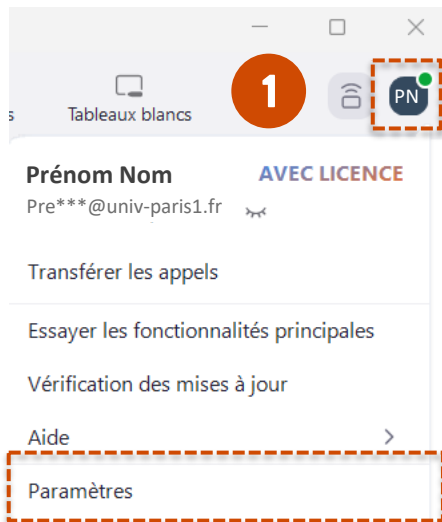 s
Tableaux blancs
1
PN
Prénom Nom
AVEC LICENCE
Pre***@univ-paris1.fr
Transférer les appels
Essayer les fonctionnalités principales
Vérification des mises à jour
Aide
Paramètres